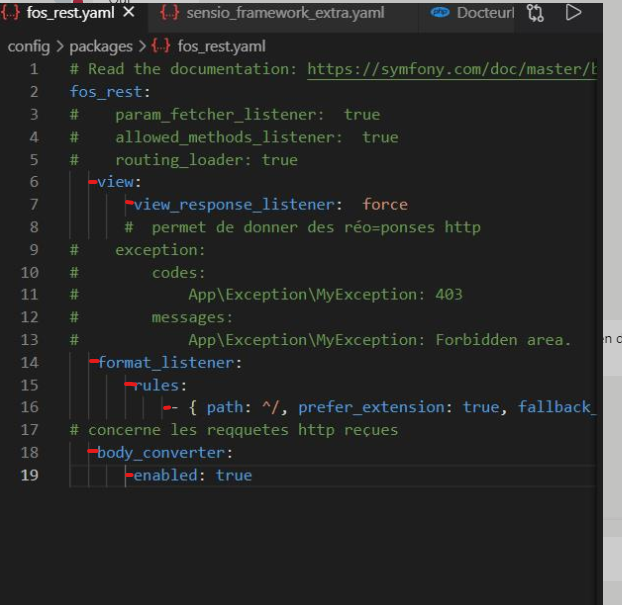 fos_rest.yaml
sensio_framework_extra.yaml
config > packages > fos_rest.yaml
1 # Read the documentation: https://symfony.com/doc/master/
2 fos_rest:
3 #    param_fetcher_listener:  true
4 #    allowed_methods_listener:  true
5 #    routing_loader: true
6 view:
7 view_response_listener:  force
8 #  permet de donner des réo=ponses http
9 #    exception:
10 #        codes:
11 #            App\Exception\MyException: 403
12 #        messages:
13 #            App\Exception\MyException: Forbidden area.
14 format_listener:
15 rules:
16 - { path: ^/, prefer_extension: true, fallback_
17 # concerne les reqquetes http reçues
18 body_converter:
19 enabled: true